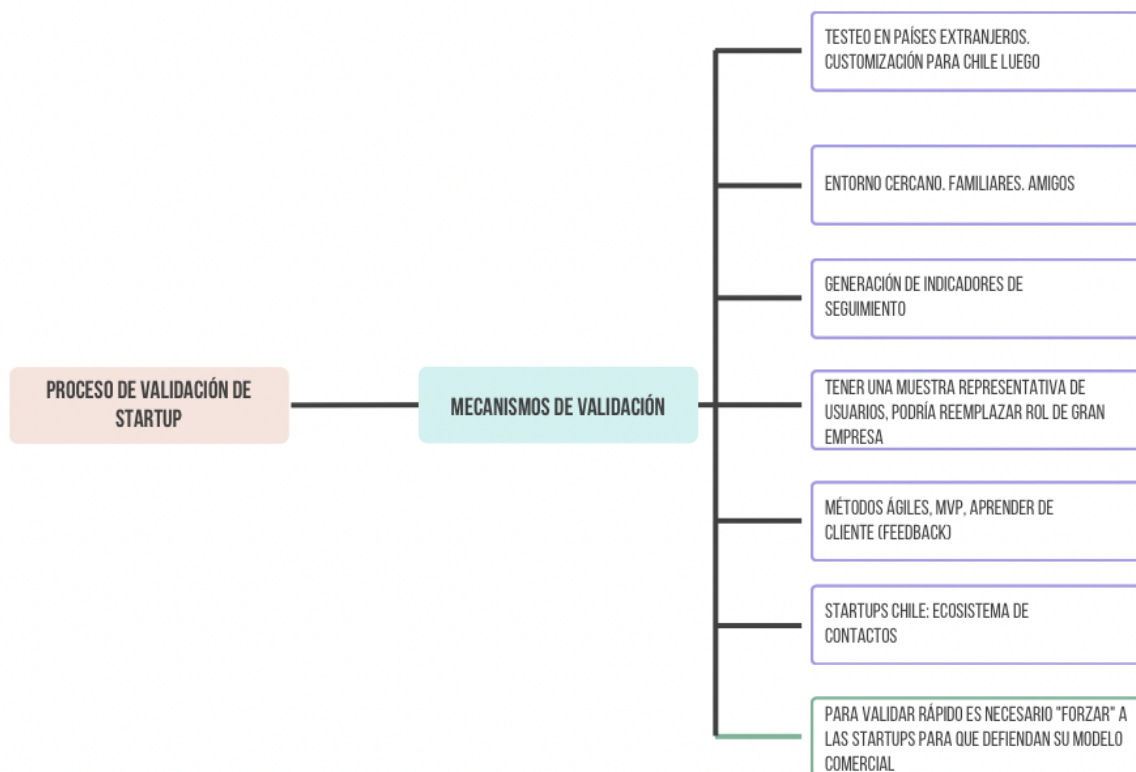 PROCESO DE VALIDACIÓN DE
STARTUP
MECANISMOS DE VALIDACIÓN
TESTEO EN PAÍSES EXTRANJEROS.
CUSTOMIZACIÓN PARA CHILE LUEGO
ENTORNO CERCANO. FAMILIARES. AMIGOS
GENERACIÓN DE INDICADORES DE
SEGUIMIENTO
TENER UNA MUESTRA REPRESENTATIVA DE
USUARIOS, PODRÍA REEMPLAZAR ROL DE GRAN
EMPRESA
MÉTODOS ÁGILES, MVP, APRENDER DE
CLIENTE (FEEDBACK)
STARTUPS CHILE: ECOSISTEMA DE
CONTACTOS
PARA VALIDAR RÁPIDO ES NECESARIO "FORZAR" A
LAS STARTUPS PARA QUE DEFIENDAN SU MODELO
COMERCIAL